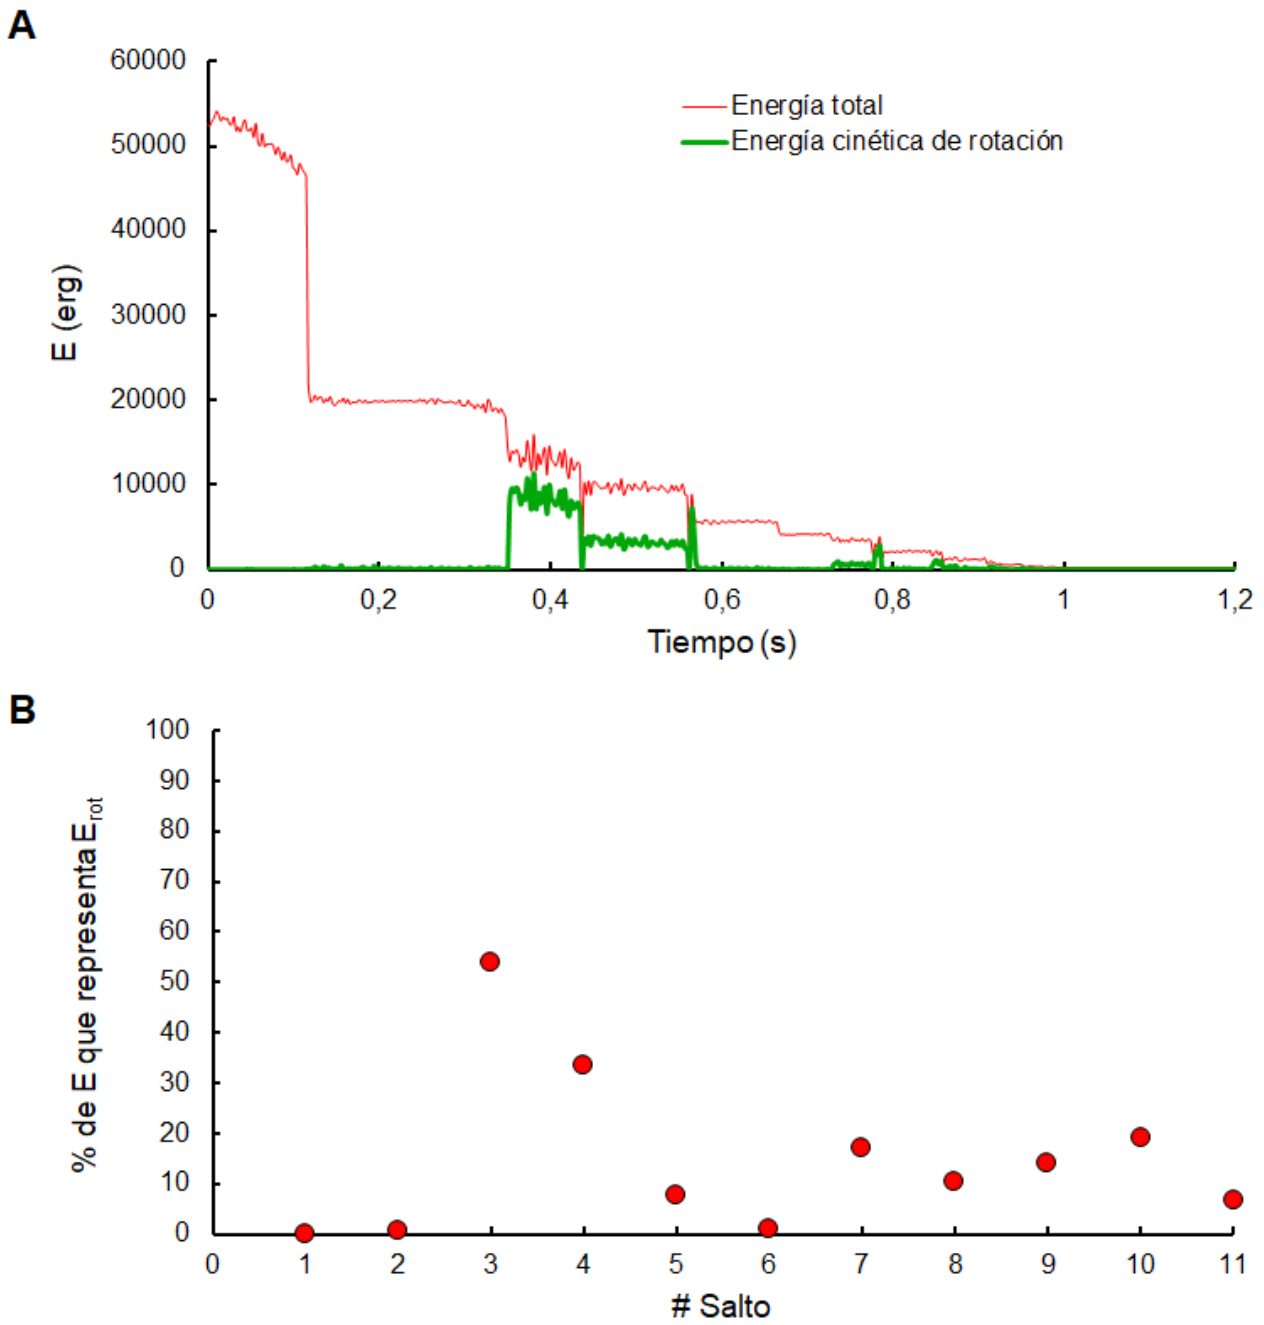 A
60000
50000
40000
30000
20000
10000
0
E (erg)
Energía total
Energía cinética de rotación
0 0,2 0,4 0,6 0,8 1 1,2
Tiempo (s)
B
100
90
80
70
60
50
40
30
20
10
0
% de E que representa Erot
0 1 2 3 4 5 6 7 8 9 10 11
# Salto